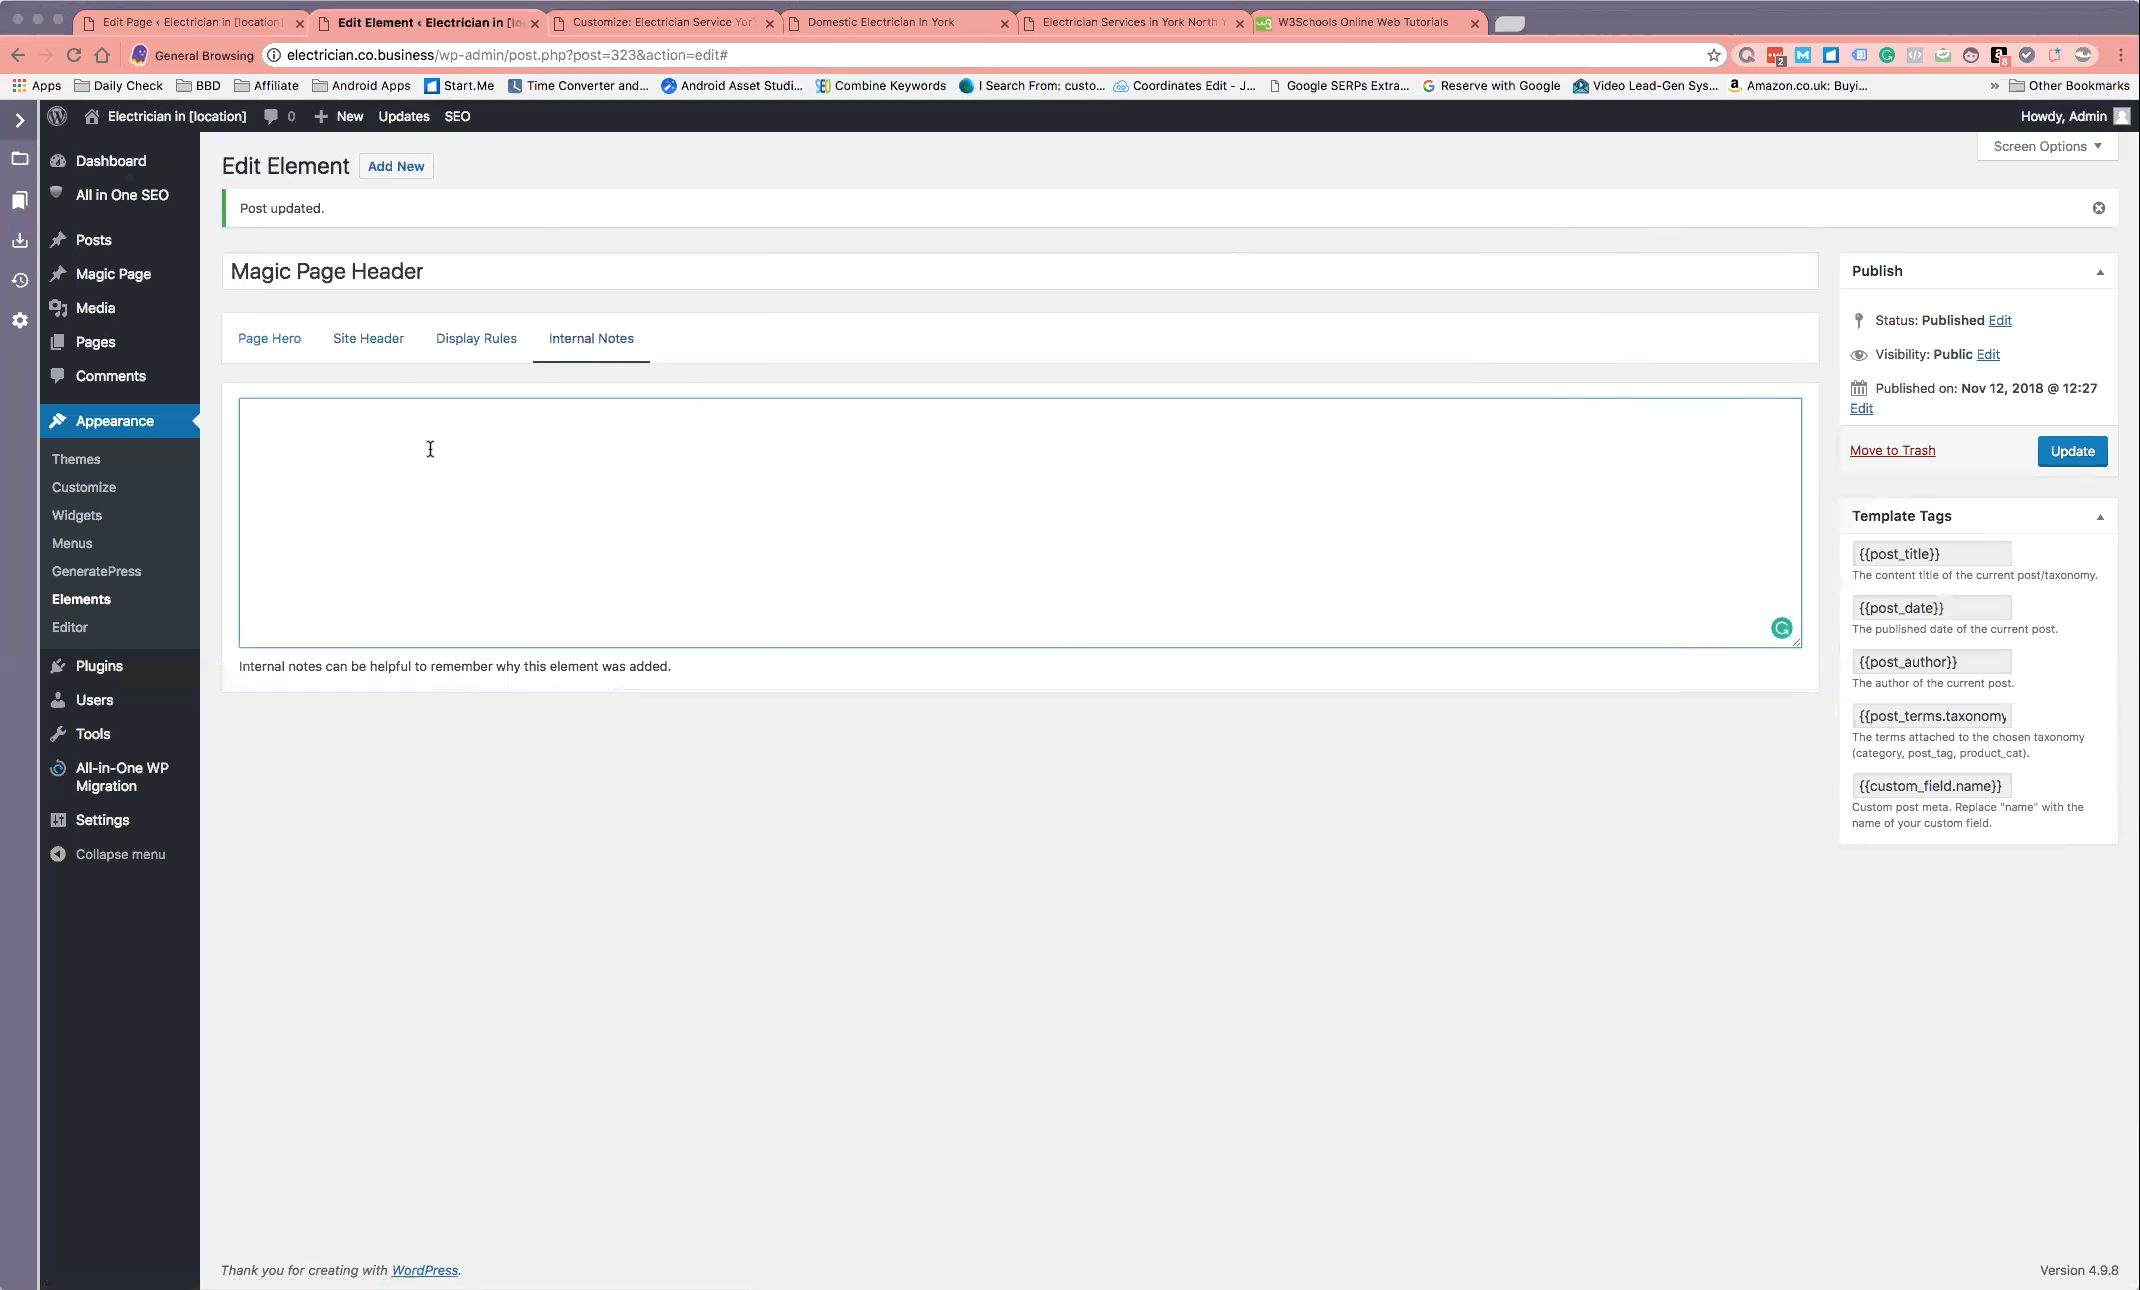 Edit Page ‹ Electrician in [location]
Edit Element ‹ Electrician in [lo
Customize: Electrician Service Yor
Domestic Electrician In York
Electrician Services in York North Y
W3Schools Online Web Tutorials
General Browsing
electrician.co.business/wp-admin/post.php?post=323&action=edit#
Apps
Daily Check
BBD
Affiliate
Android Apps
Start.Me
Time Converter and...
Android Asset Studi...
Combine Keywords
I Search From: custo...
Coordinates Edit - J...
Google SERPs Extra...
Reserve with Google
Video Lead-Gen Sys...
Amazon.co.uk: Buyi...
»
Other Bookmarks
Electrician in [location]
0
New
Updates
SEO
Howdy, Admin
Dashboard
All in One SEO
Posts
Magic Page
Media
Pages
Comments
Appearance
Themes
Customize
Widgets
Menus
GeneratePress
Elements
Editor
Plugins
Users
Tools
All-in-One WP
Migration
Settings
Collapse menu
Edit Element
Add New
Screen Options
Post updated.
Magic Page Header
Page Hero
Site Header
Display Rules
Internal Notes
Internal notes can be helpful to remember why this element was added.
Publish
Status: Published Edit
Visibility: Public Edit
Published on: Nov 12, 2018 @ 12:27
Edit
Move to Trash
Update
Template Tags
{{post_title}}
The content title of the current post/taxonomy.
{{post_date}}
The published date of the current post.
{{post_author}}
The author of the current post.
{{post_terms.taxonomy
The terms attached to the chosen taxonomy
(category, post_tag, product_cat).
{{custom_field.name}}
Custom post meta. Replace "name" with the
name of your custom field.
Thank you for creating with WordPress.
Version 4.9.8